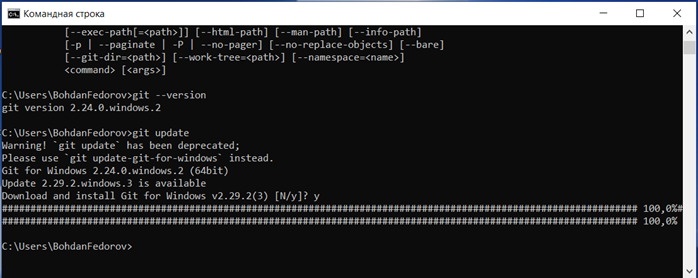 Командная строка
[--exec-path[=<path>]] [--html-path] [--man-path] [--info-path]
[-p | --paginate | -P | --no-pager] [--no-replace-objects] [--bare]
[--git-dir=<path>] [--work-tree=<path>] [--namespace=<name>]
<command> [<args>]
C:\Users\BohdanFedorov>git --version
git version 2.24.0.windows.2
C:\Users\BohdanFedorov>git update
Warning! `git update` has been deprecated;
Please use `git update-git-for-windows` instead.
Git for Windows 2.24.0.windows.2 (64bit)
Update 2.29.2.windows.3 is available
Download and install Git for Windows v2.29.2(3) [N/y]? y
######################################################################################################### 100,0%#
######################################################################################################### 100,0%
C:\Users\BohdanFedorov>